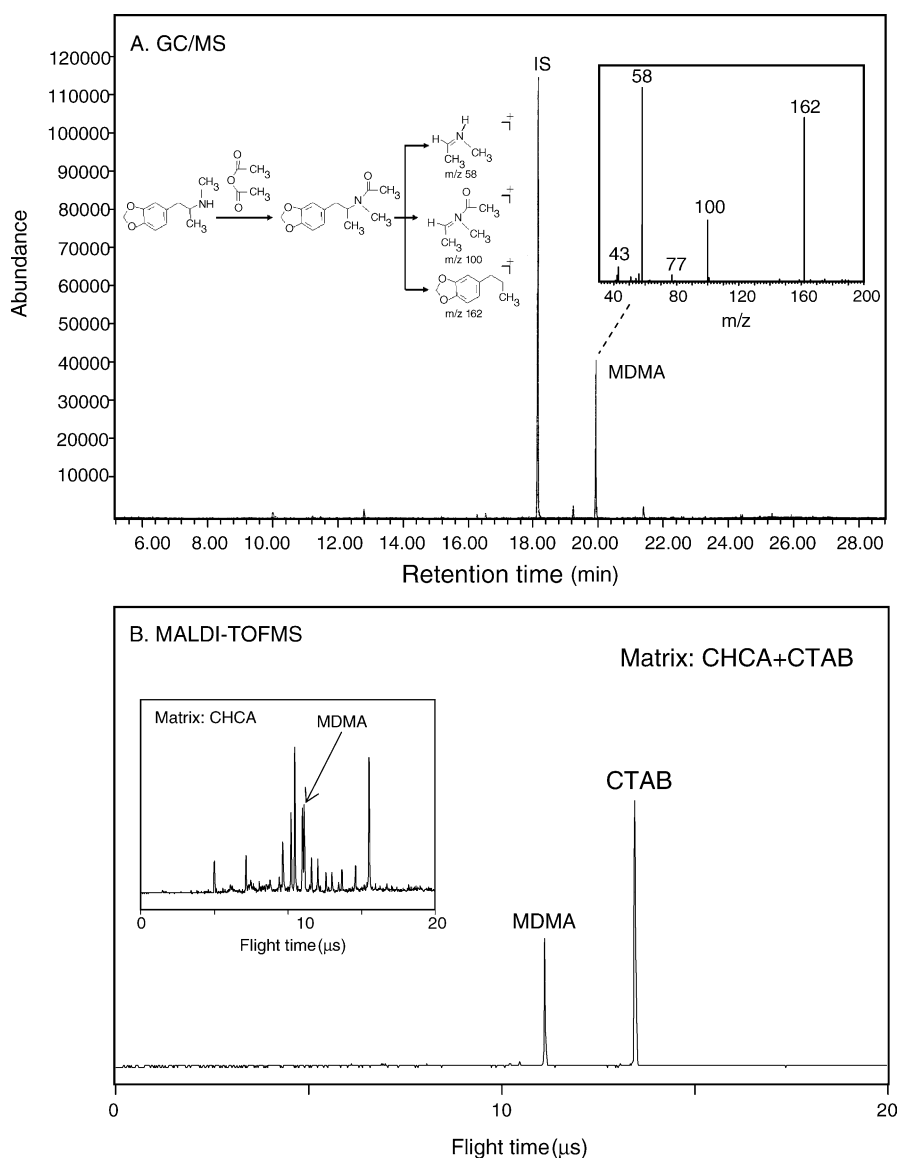 A. GC/MS
Abundance
120000
110000
100000
90000
80000
70000
60000
50000
40000
30000
20000
10000
IS
MDMA
58
162
100
43
77
40
80
120
160
200
m/z
CH₃
NH
CH₃
O
O
O
CH₃
O
CH₃
O
O
O
CH₃
N
CH₃
CH₃
O
O
H
H
N
CH₃
CH₃
+
m/z 58
O
CH₃
H
N
CH₃
CH₃
+
m/z 100
O
O
CH₃
+
m/z 162
6.00 8.00 10.00 12.00 14.00 16.00 18.00 20.00 22.00 24.00 26.00 28.00
Retention time (min)
B. MALDI-TOFMS
Matrix: CHCA+CTAB
Matrix: CHCA
MDMA
0 10 20
Flight time(μs)
CTAB
MDMA
0 10 20
Flight time(μs)